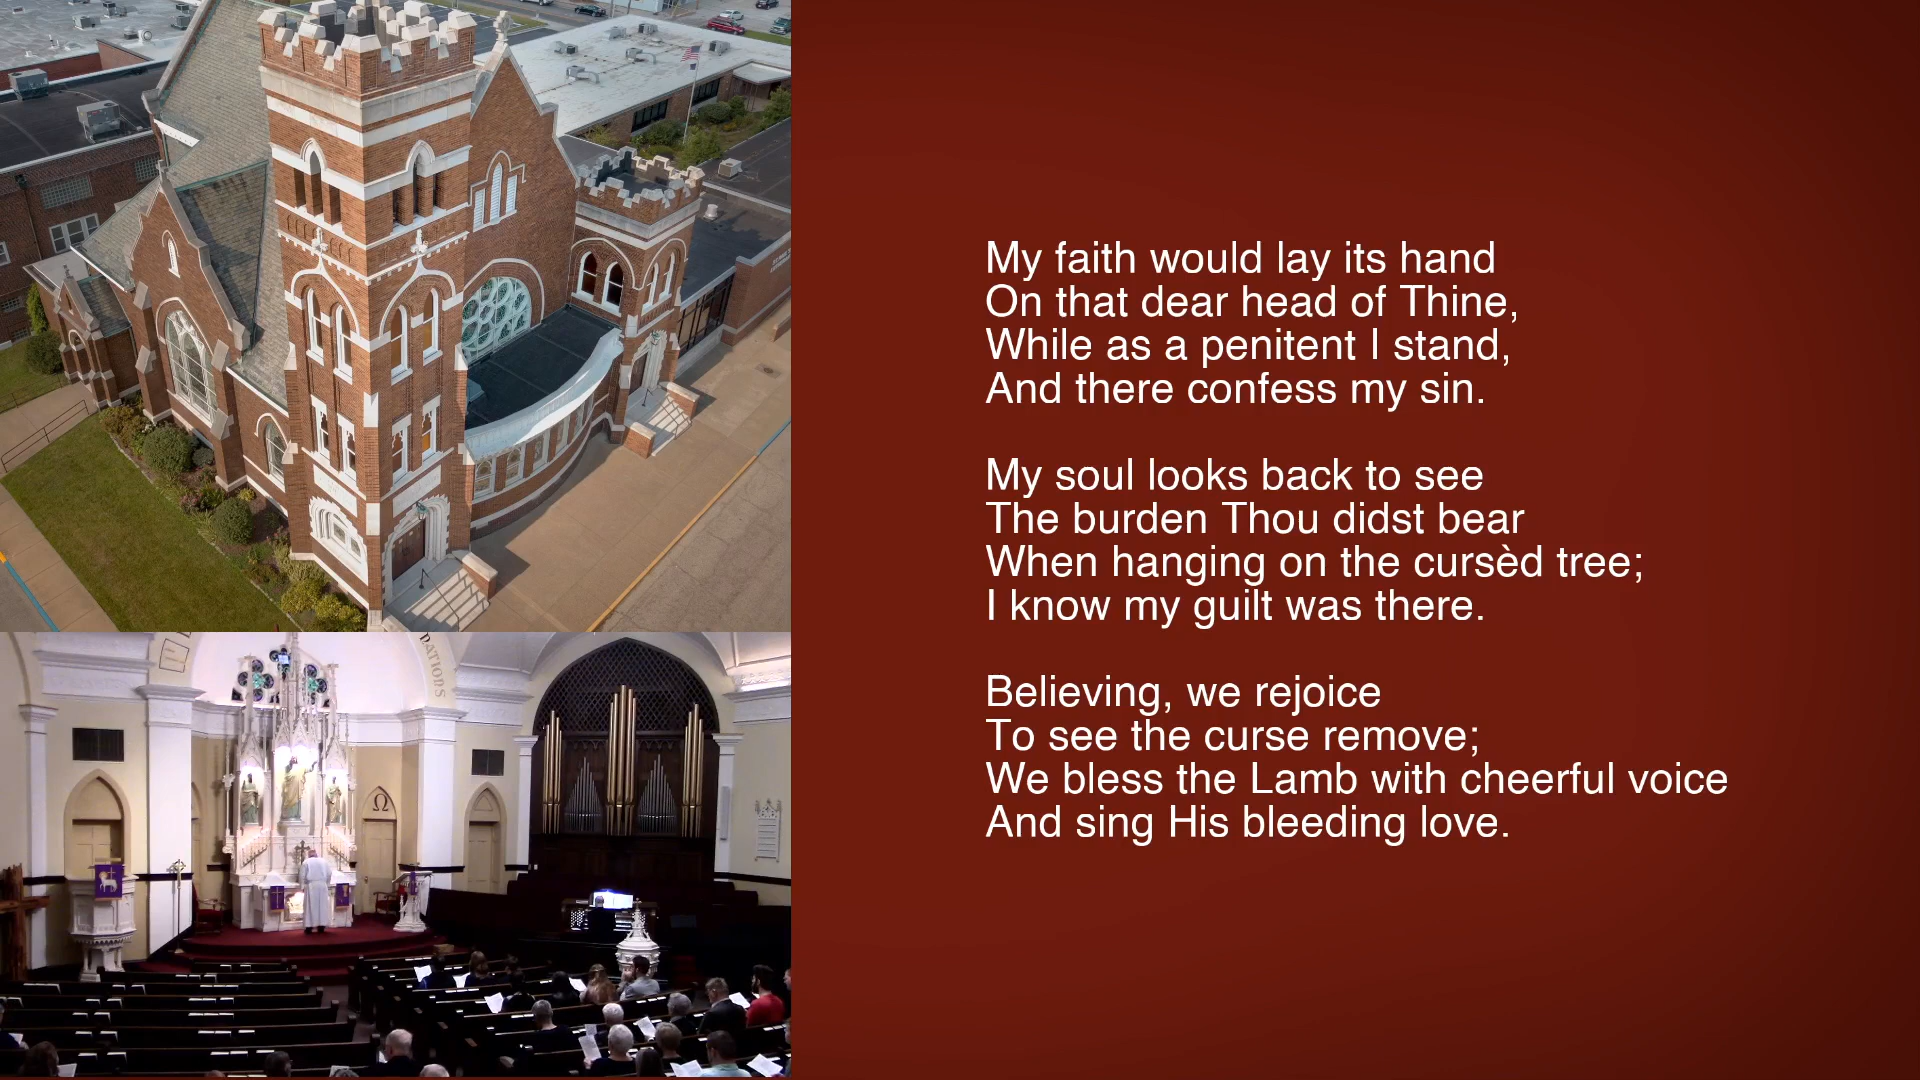 My faith would lay its hand
On that dear head of Thine,
While as a penitent I stand,
And there confess my sin.
My soul looks back to see
The burden Thou didst bear
When hanging on the cursèd tree;
I know my guilt was there.
Believing, we rejoice
To see the curse remove;
We bless the Lamb with cheerful voice
And sing His bleeding love.
DATIONS
Ω